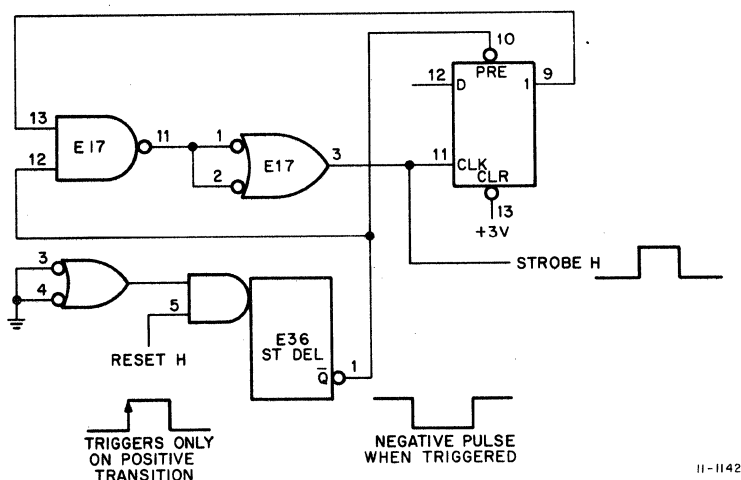 10
PRE
12
D
1
9
13
E17
12
11
1
2
E17
3
11
CLK
CLR
13
+3V
STROBE H
3
4
5
RESET H
E36
ST DEL
Q̅
1
TRIGGERS ONLY
ON POSITIVE
TRANSITION
NEGATIVE PULSE
WHEN TRIGGERED
11-1142